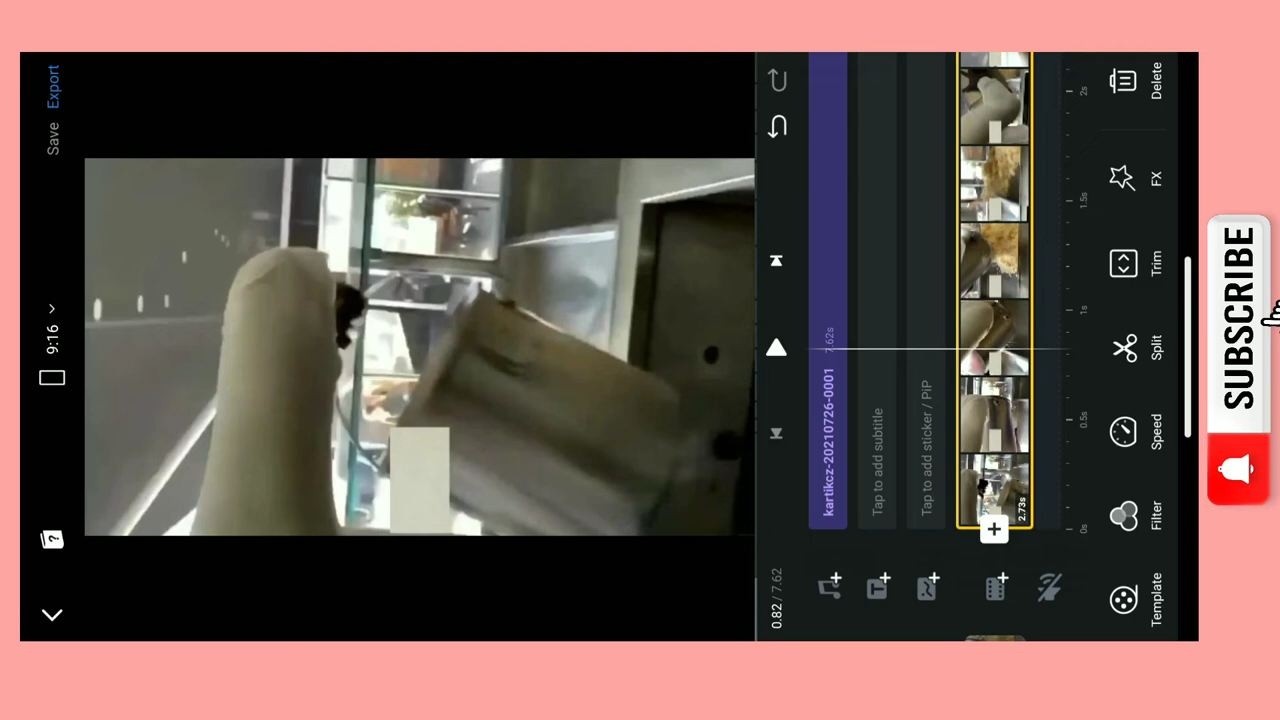 Save Export
9:16
?
0.82 / 7.62
kartikcz-20210726-0001 7.62s
Tap to add subtitle
Tap to add sticker / PiP
2.73s
0s 0.5s 1s 1.5s 2s
Template Filter Speed Split Trim FX Delete
SUBSCRIBE